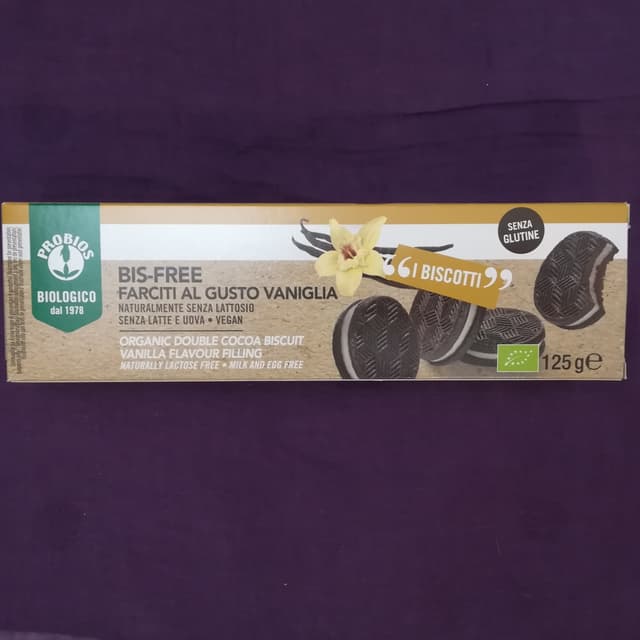 PROBIOS
BIOLOGICO
dal 1978
BIS-FREE
FARCITI AL GUSTO VANIGLIA
NATURALMENTE SENZA LATTOSIO
SENZA LATTE E UOVA • VEGAN
ORGANIC DOUBLE COCOA BISCUIT
VANILLA FLAVOUR FILLING
NATURALLY LACTOSE FREE • MILK AND EGG FREE
“I BISCOTTI”
SENZA
GLUTINE
125 g℮